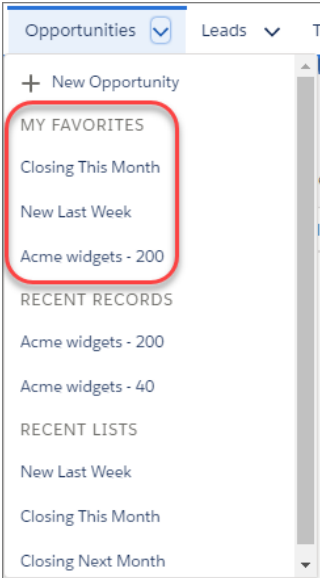 Opportunities Leads T
+ New Opportunity
MY FAVORITES
Closing This Month
New Last Week
Acme widgets - 200
RECENT RECORDS
Acme widgets - 200
Acme widgets - 40
RECENT LISTS
New Last Week
Closing This Month
Closing Next Month